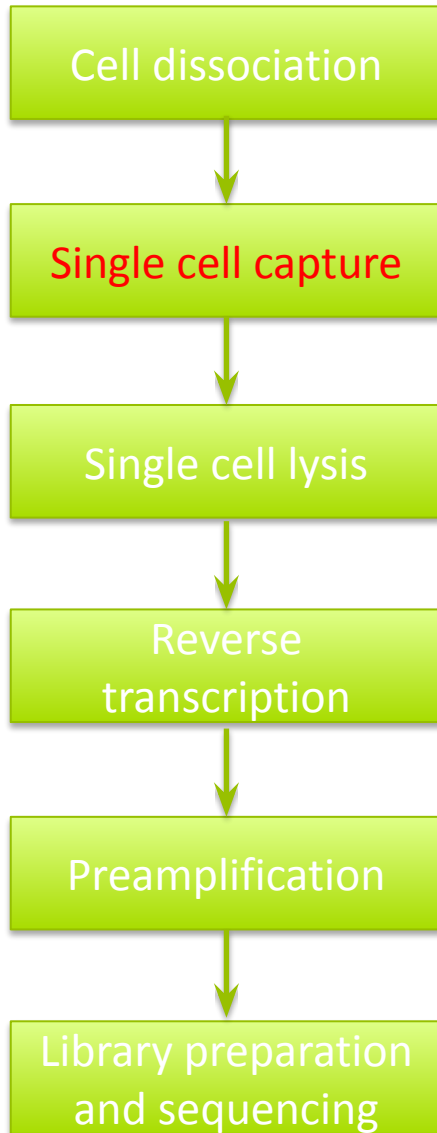 Cell dissociation
Single cell capture
Single cell lysis
Reverse
transcription
Preamplification
Library preparation
and sequencing